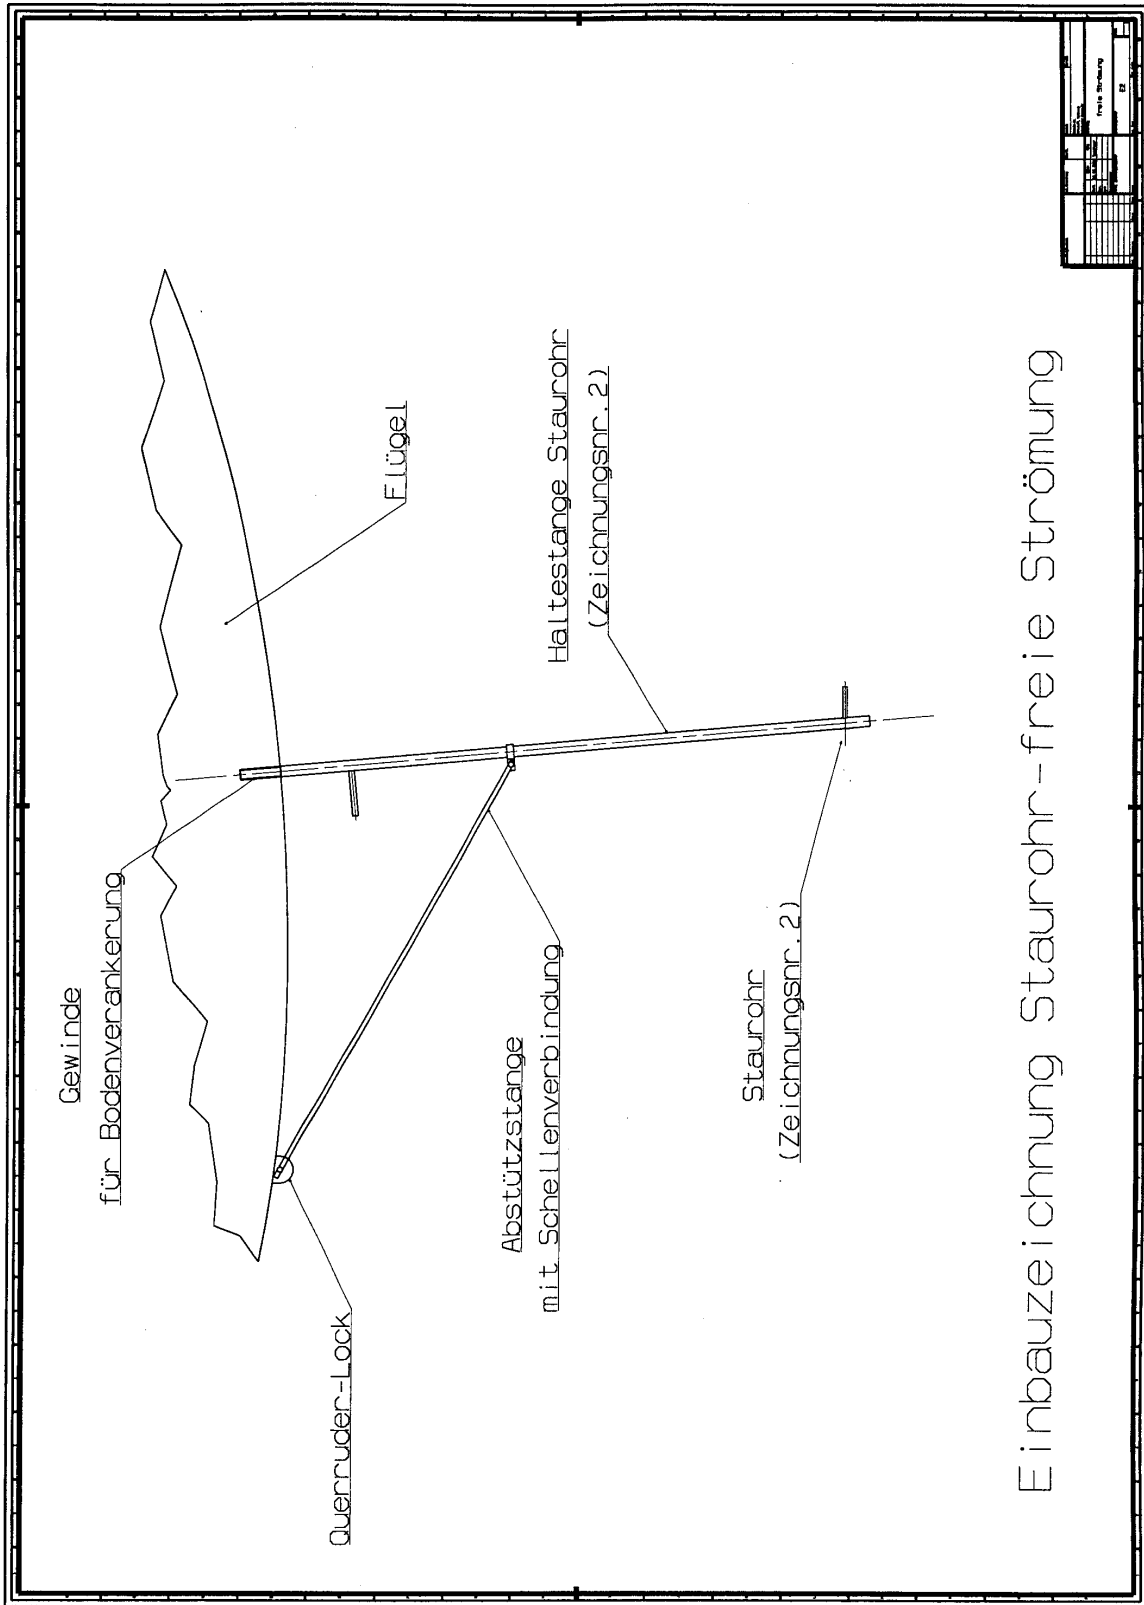 Gewinde
für Bodenverankerung
Flügel
Querruder-Lock
Abstützstange
mit Schellenverbindung
Haltestange Staurohr
(Zeichnungsnr.2)
Staurohr
(Zeichnungsnr.2)
Einbauzeichnung Staurohr-freie Strömung
freie Strömung
E2